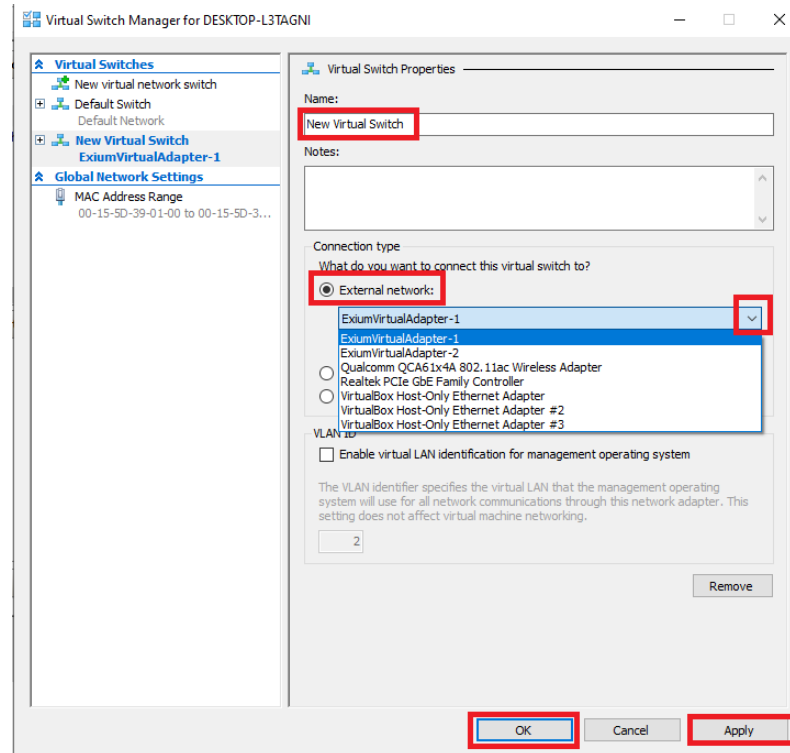 Virtual Switch Manager for DESKTOP-L3TAGNI
Virtual Switches
New virtual network switch
Default Switch
Default Network
New Virtual Switch
ExiumVirtualAdapter-1
Global Network Settings
MAC Address Range
00-15-5D-39-01-00 to 00-15-5D-3...
Virtual Switch Properties
Name:
New Virtual Switch
Notes:
Connection type
What do you want to connect this virtual switch to?
External network:
ExiumVirtualAdapter-1
ExiumVirtualAdapter-1
ExiumVirtualAdapter-2
Qualcomm QCA61x4A 802.11ac Wireless Adapter
Realtek PCIe GbE Family Controller
VirtualBox Host-Only Ethernet Adapter
VirtualBox Host-Only Ethernet Adapter #2
VirtualBox Host-Only Ethernet Adapter #3
VLAN ID
Enable virtual LAN identification for management operating system
The VLAN identifier specifies the virtual LAN that the management operating
system will use for all network communications through this network adapter. This
setting does not affect virtual machine networking.
2
Remove
OK
Cancel
Apply